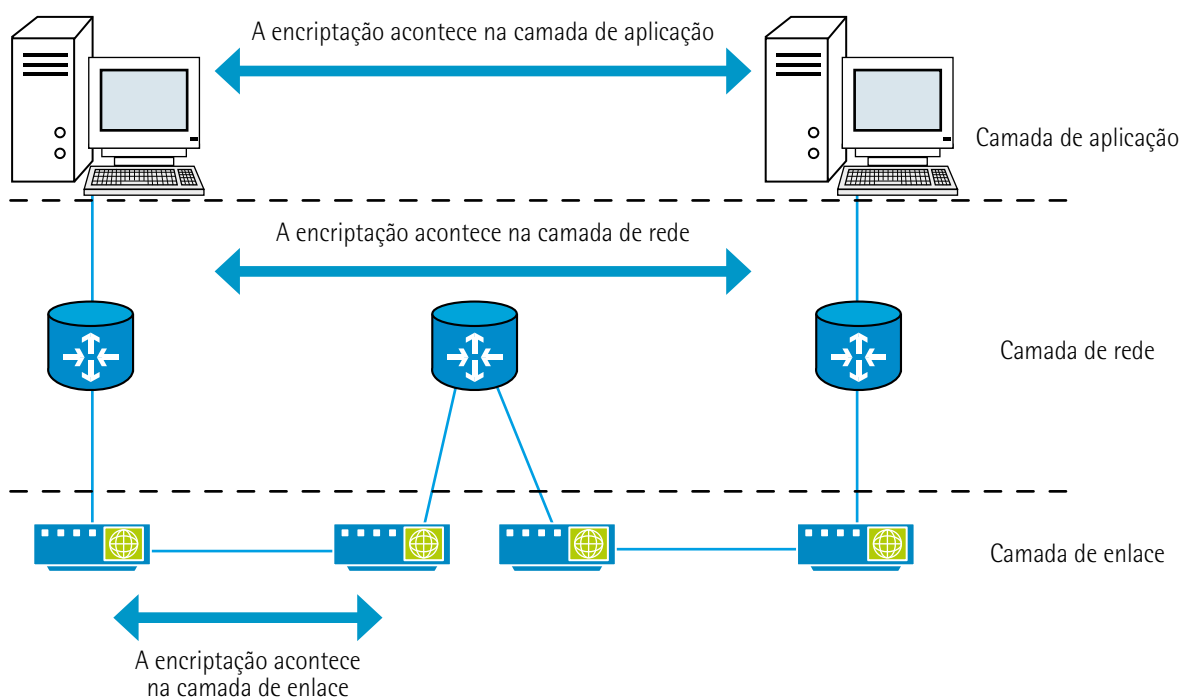 A encriptação acontece na camada de aplicação
Camada de aplicação
A encriptação acontece na camada de rede
Camada de rede
Camada de enlace
A encriptação acontece
na camada de enlace